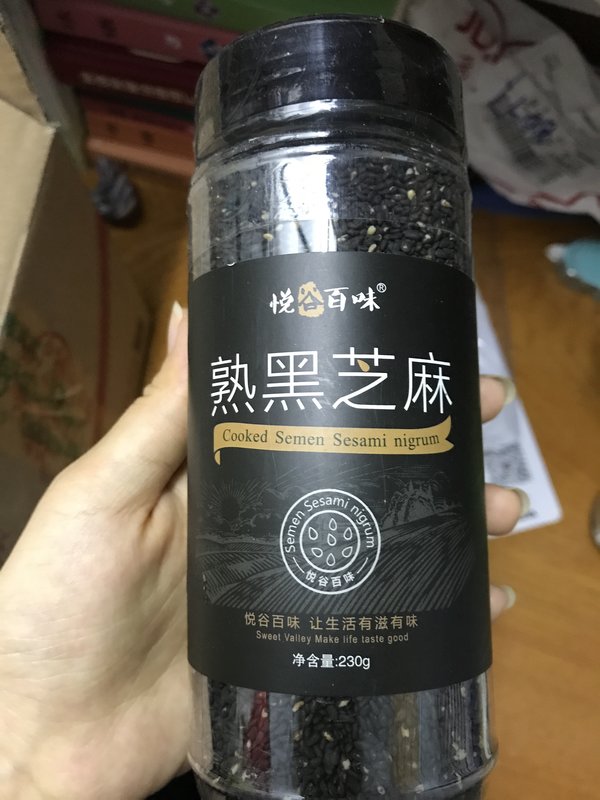 悦谷百味®
熟黑芝麻
Cooked Semen Sesami nigrum
Semen Sesami nigrum
悦谷百味
悦谷百味 让生活有滋有味
Sweet Valley Make life taste good
净含量:230g